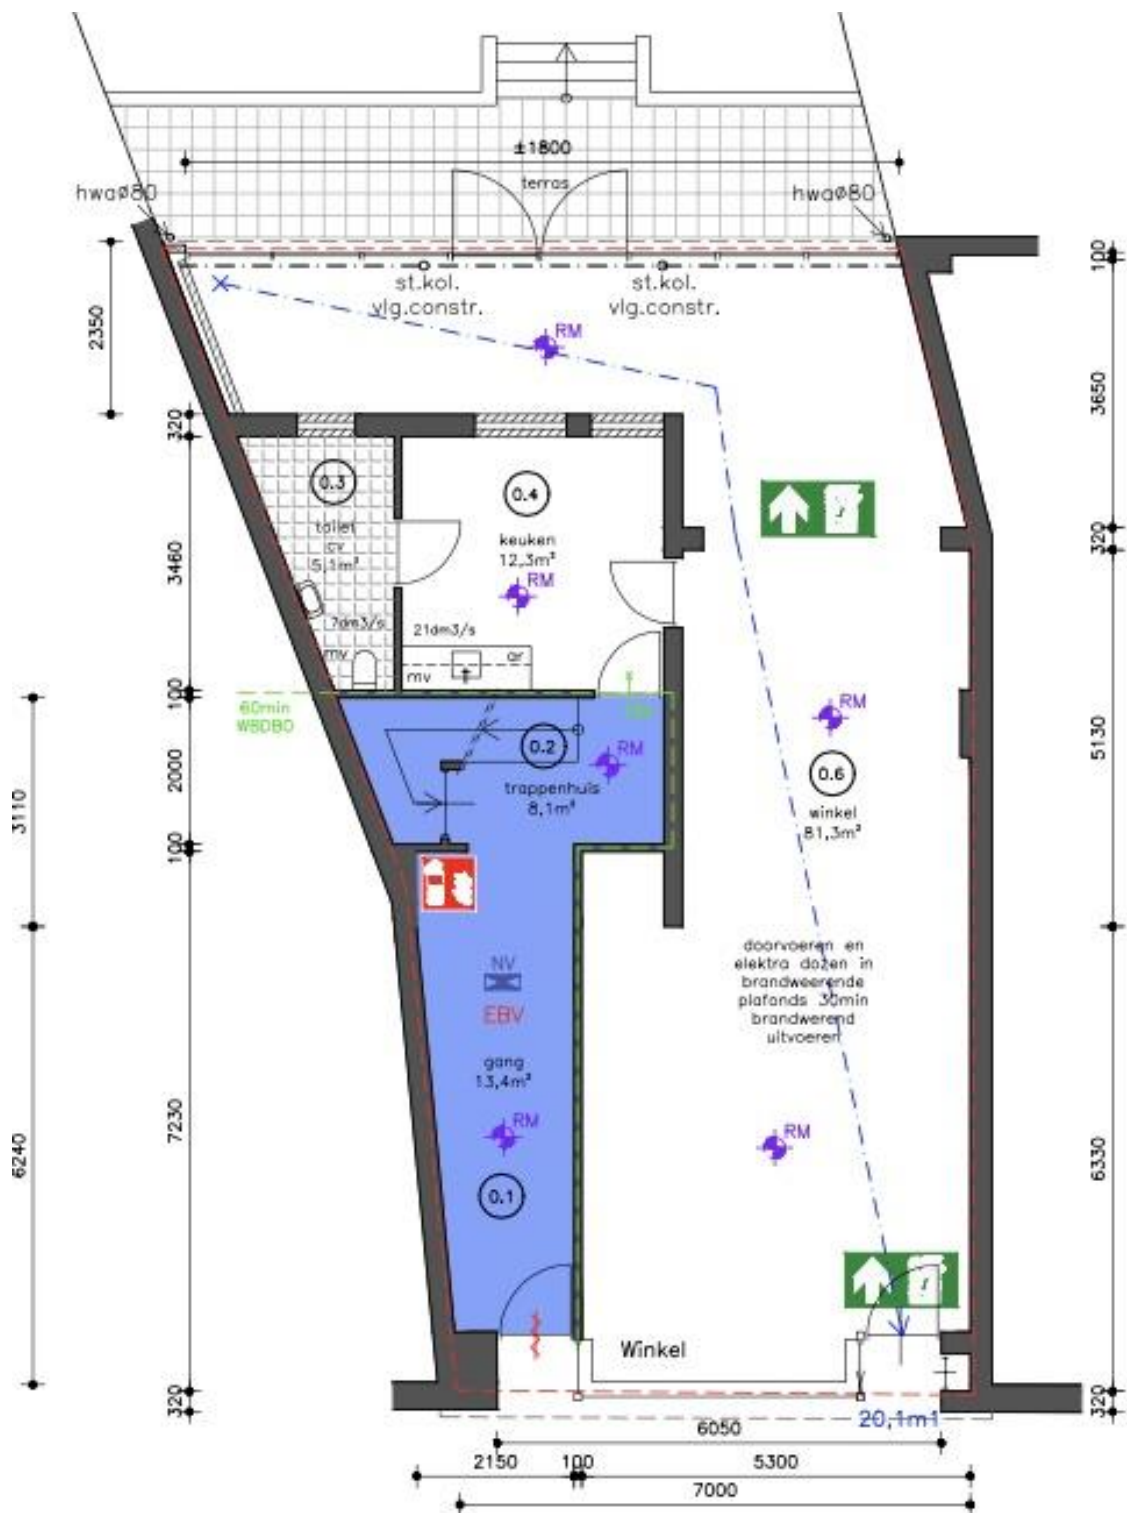 ±1800
hwaø80
terras
hwaø80
st.kol.
vlg.constr.
st.kol.
vlg.constr.
RM
2350
100
3650
320
320
0.3
toilet
cv
5,1m²
7dm3/s
mv
0.4
keuken
12,3m²
RM
21dm3/s
mv
3460
100
60min
WBDBO
0.2
RM
trappenhuis
8,1m²
RM
0.6
winkel
81,3m²
5130
2000
3110
100
doorvoeren en
elektra dozen in
brandweerende
plafonds 30min
brandwerend
uitvoeren
NV
EBV
gang
13,4m²
RM
0.1
RM
7230
6240
6330
Winkel
320
320
20,1m1
6050
2150
100
5300
7000